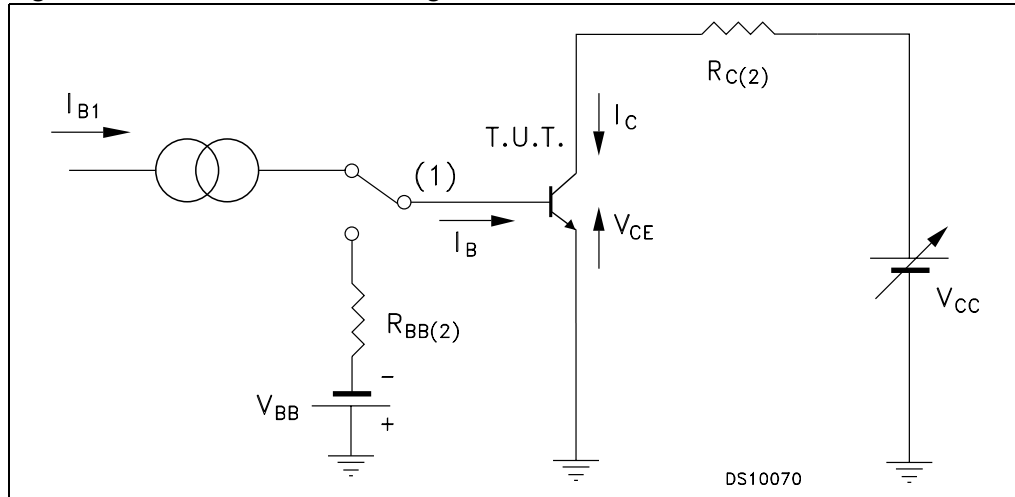 R_C(2)
I_B1
I_C
T.U.T.
(1)
I_B
V_CE
R_BB(2)
V_CC
V_BB
−
+
DS10070